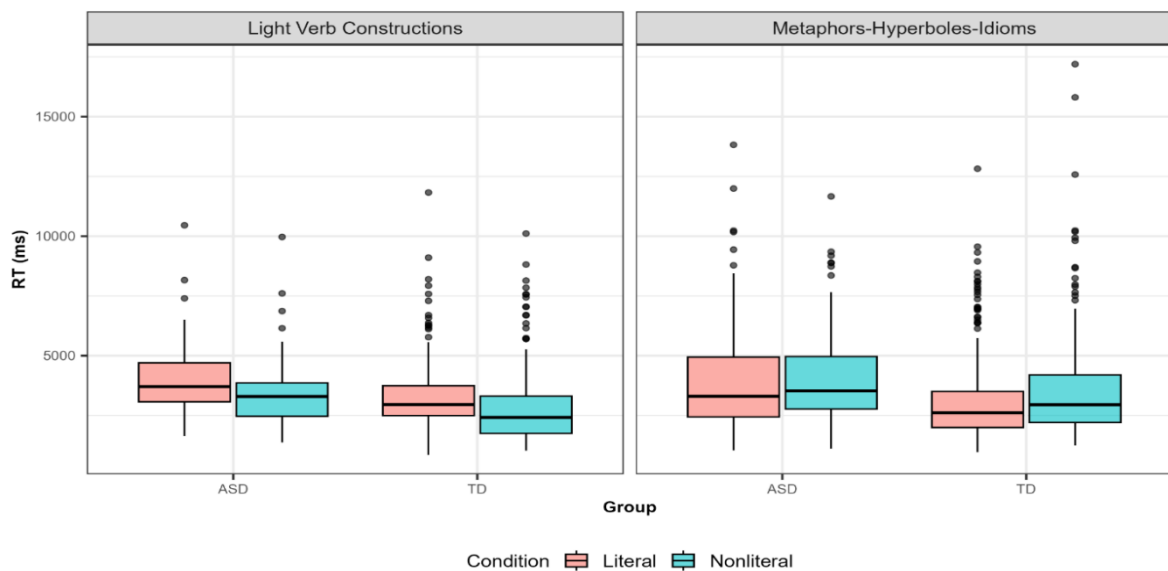 Light Verb Constructions
Metaphors-Hyperboles-Idioms
RT (ms)
15000
10000
5000
ASD
TD
ASD
TD
Group
Condition Literal Nonliteral